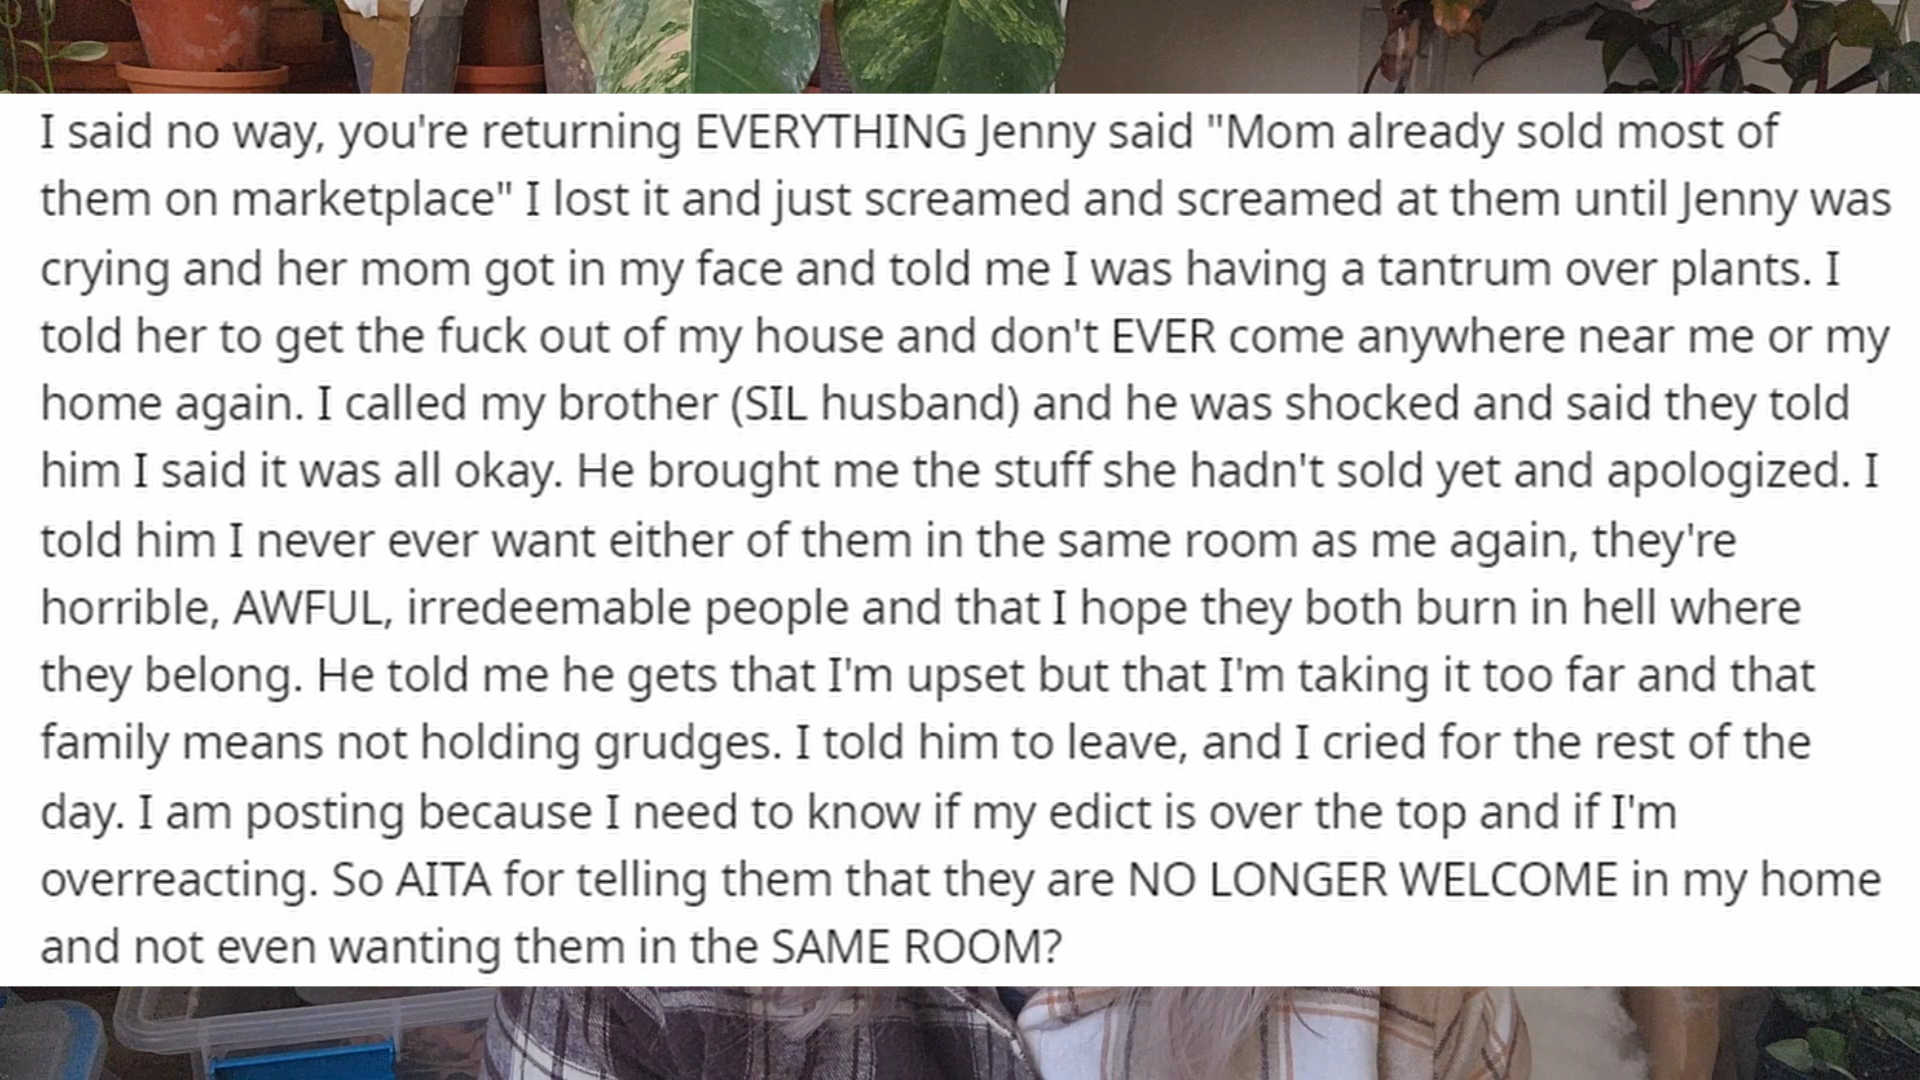 I said no way, you're returning EVERYTHING Jenny said "Mom already sold most of
them on marketplace" I lost it and just screamed and screamed at them until Jenny was
crying and her mom got in my face and told me I was having a tantrum over plants. I
told her to get the fuck out of my house and don't EVER come anywhere near me or my
home again. I called my brother (SIL husband) and he was shocked and said they told
him I said it was all okay. He brought me the stuff she hadn't sold yet and apologized. I
told him I never ever want either of them in the same room as me again, they're
horrible, AWFUL, irredeemable people and that I hope they both burn in hell where
they belong. He told me he gets that I'm upset but that I'm taking it too far and that
family means not holding grudges. I told him to leave, and I cried for the rest of the
day. I am posting because I need to know if my edict is over the top and if I'm
overreacting. So AITA for telling them that they are NO LONGER WELCOME in my home
and not even wanting them in the SAME ROOM?